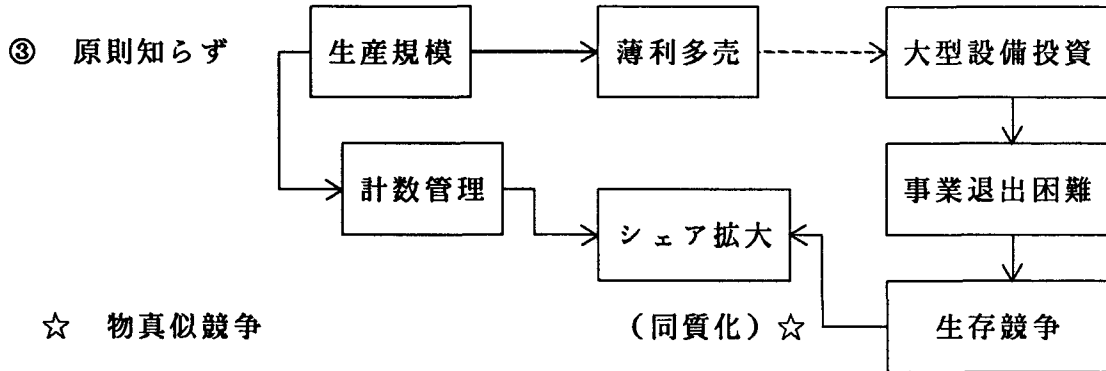 ③ 原則知らず 生産規模 薄利多売 大型設備投資
計数管理 シェア拡大 事業退出困難
☆ 物真似競争 (同質化)☆ 生存競争